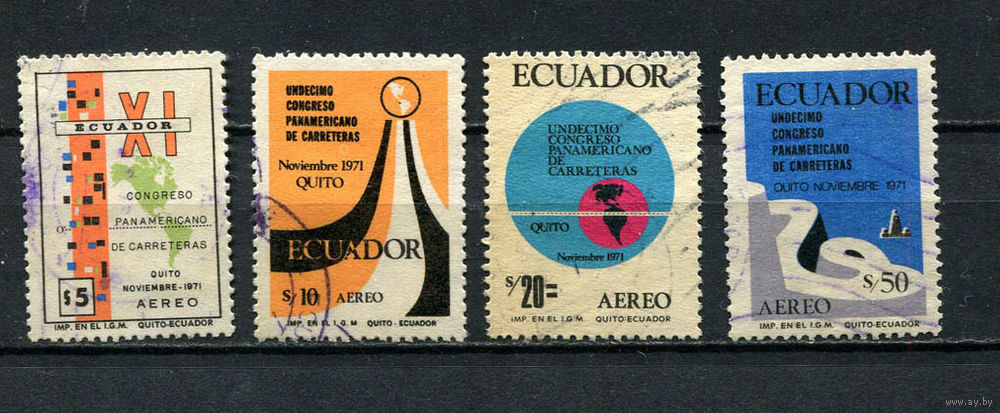 XI
ECUADOR
CONGRESO
PANAMERICANO
0°
DE CARRETERAS
QUITO
NOVIEMBRE-1971
$5
AEREO
IMP. EN EL I.G.M. QUITO-ECUADOR
UNDECIMO
CONGRESO
PANAMERICANO
DE CARRETERAS
Noviembre 1971
QUITO
ECUADOR
S/10 AEREO
IMP. EN EL I.G.M QUITO-ECUADOR
ECUADOR
UNDECIMO
CONGRESO
PANAMERICANO
DE
CARRETERAS
QUITO
Noviembre 1971
S/20= AEREO
IMP. EN EL I.G.M. QUITO-ECUADOR
ECUADOR
UNDECIMO
CONGRESO
PANAMERICANO
DE CARRETERAS
QUITO NOVIEMBRE 1971
S/50
AEREO
IMP. EN EL I.G.M. QUITO-ECUADOR
www.ay.by